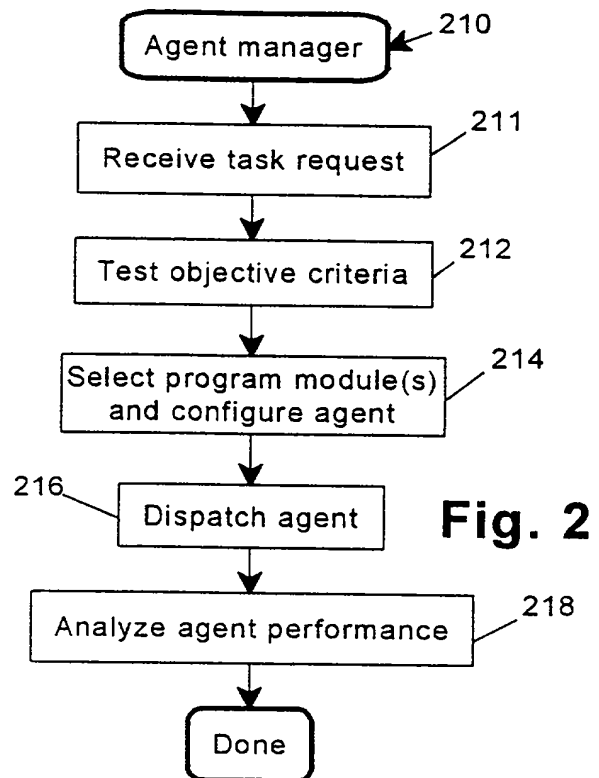 Agent manager
210
211
Receive task request
212
Test objective criteria
214
Select program module(s)
and configure agent
216
Dispatch agent
Fig. 2
218
Analyze agent performance
Done